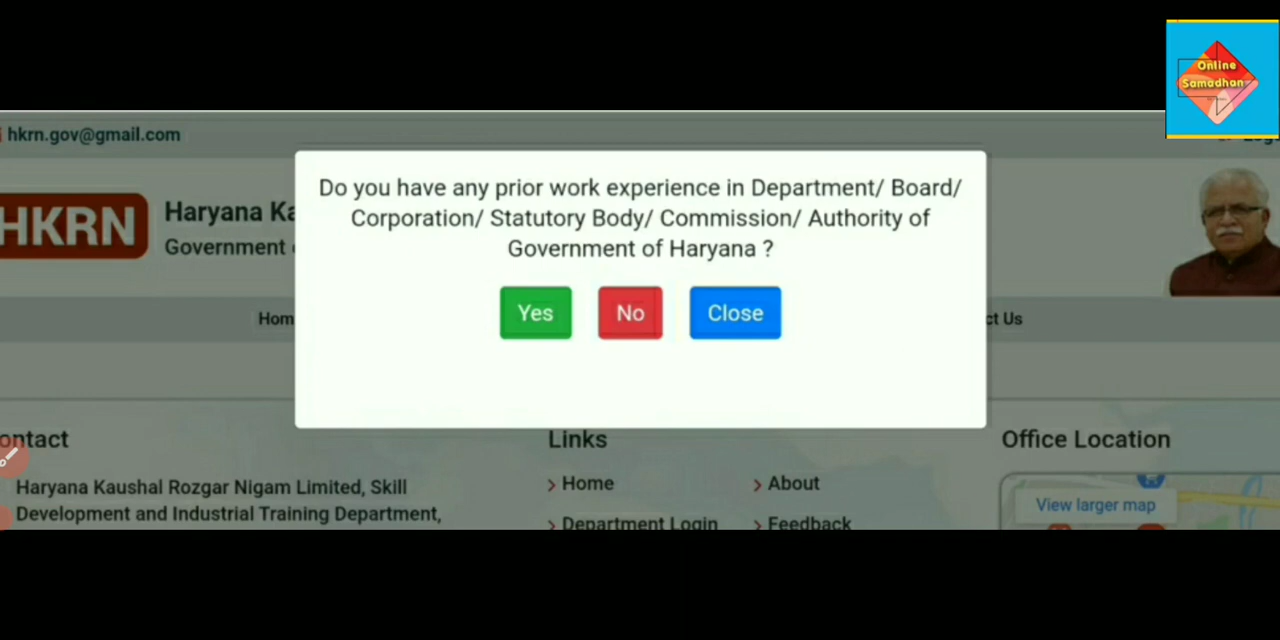 Online
Samadhan
hkrn.gov@gmail.com
Do you have any prior work experience in Department/ Board/
Corporation/ Statutory Body/ Commission/ Authority of
Government of Haryana ?
HKRN
Haryana Ka
Government
Yes
No
Close
Hom
ct Us
ontact
Links
Office Location
Haryana Kaushal Rozgar Nigam Limited, Skill
Development and Industrial Training Department,
Home
About
Department Login
Feedback
View larger map